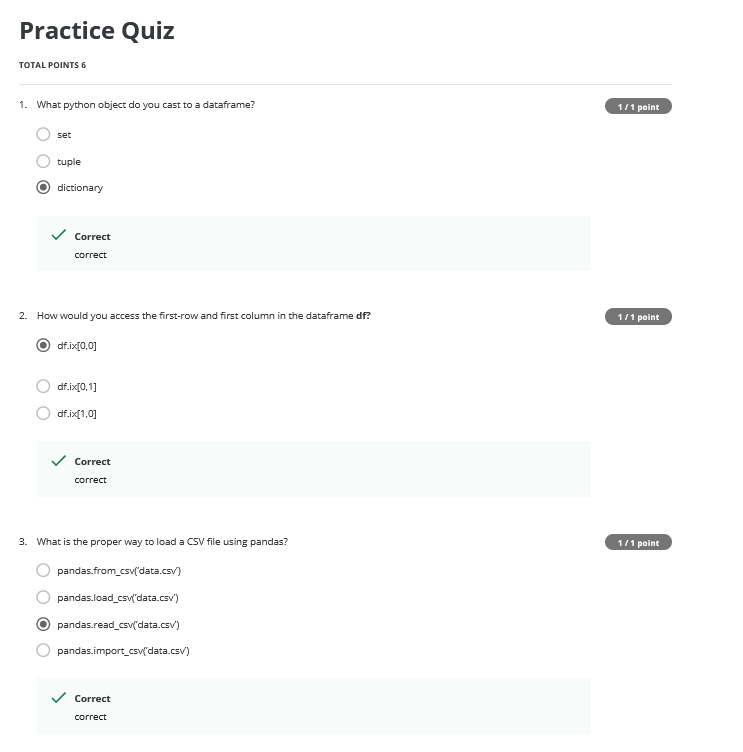 Practice Quiz
TOTAL POINTS 6
1. What python object do you cast to a dataframe?
1 / 1 point
set
tuple
dictionary
Correct
correct
2. How would you access the first-row and first column in the dataframe df?
1 / 1 point
df.ix[0,0]
df.ix[0,1]
df.ix[1,0]
Correct
correct
3. What is the proper way to load a CSV file using pandas?
1 / 1 point
pandas.from_csv('data.csv')
pandas.load_csv('data.csv')
pandas.read_csv('data.csv')
pandas.import_csv('data.csv')
Correct
correct